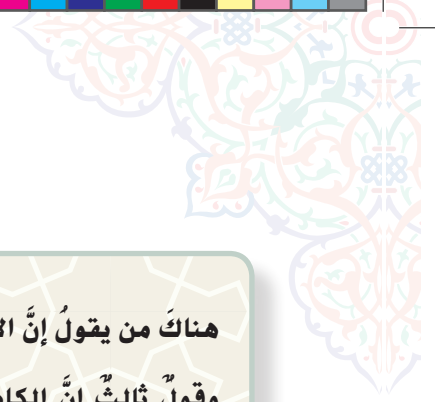 هناكَ من يقولُ إنَّ
وقولٌ ثالثٌ إنَّ